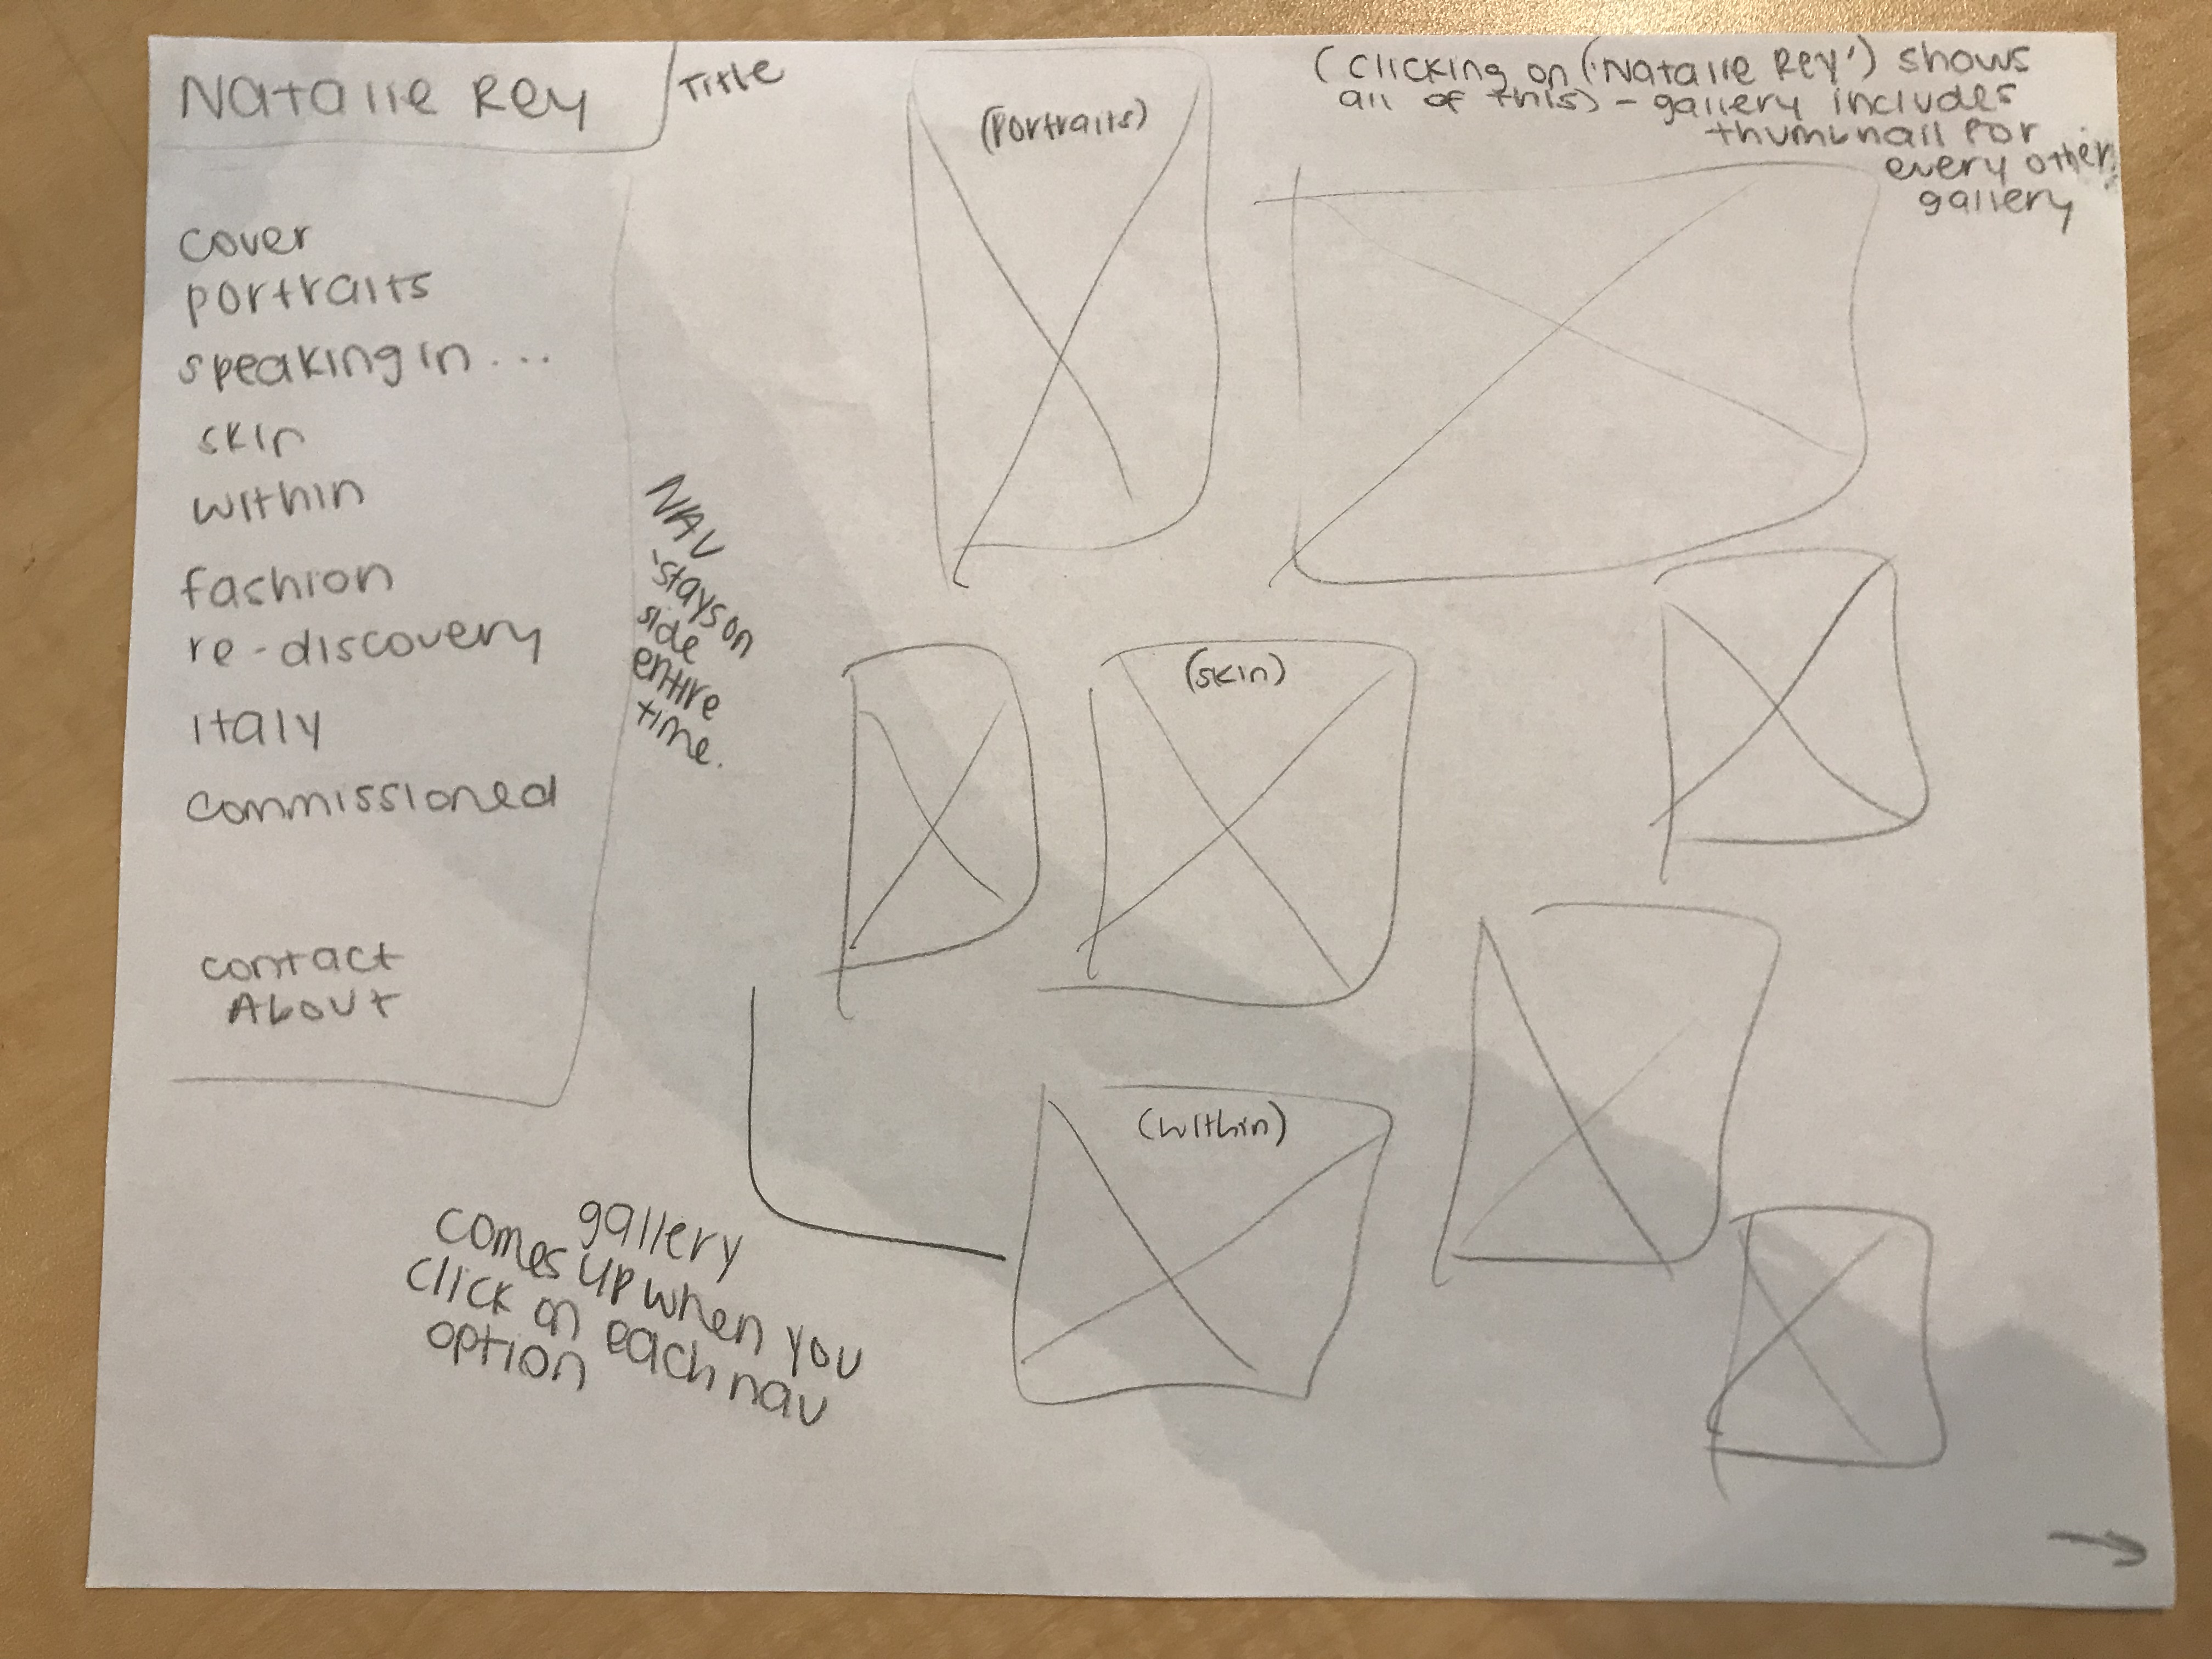 Natalie Rey
Title
cover
portraits
speaking in...
skin
within
fashion
re-discovery
italy
commissioned
contact
About
NAV
stays on
side
entire
time.
gallery
comes up when you
click on each nav
option
(Portraits)
(skin)
(within)
(clicking on ('Natalie Rey') shows
all of this) - gallery includes
thumbnail for
every other
gallery